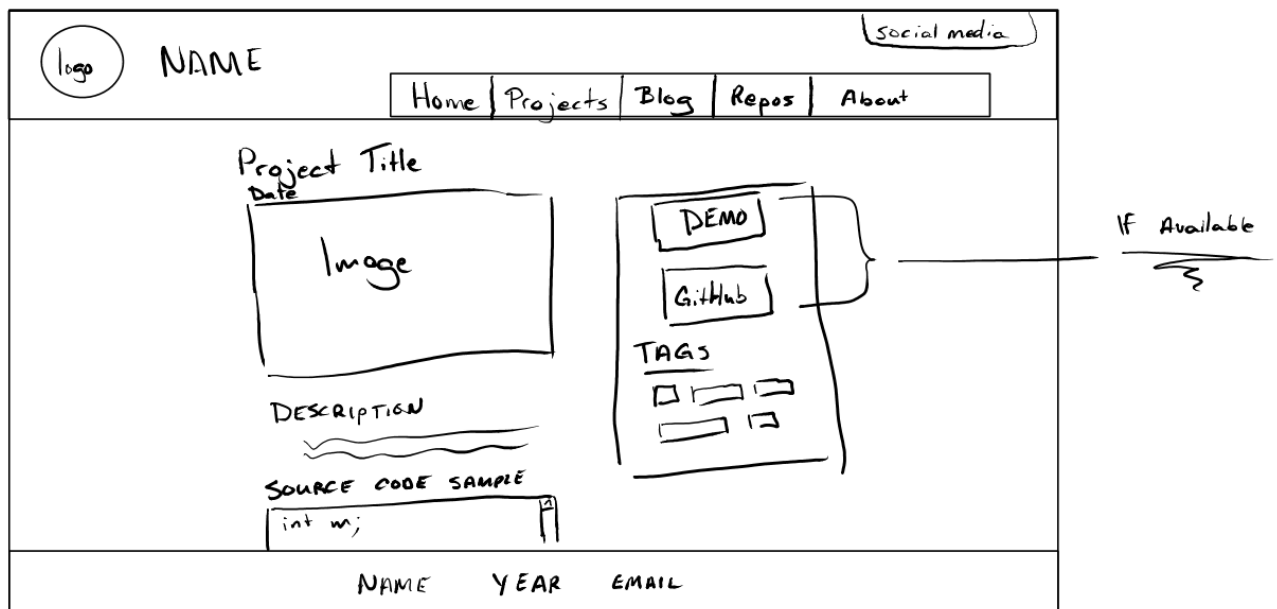 social media
logo NAME
Home Projects Blog Repos About
Project Title
Date
Image
DEMO
GitHub
TAGS
IF Available
DESCRIPTION
SOURCE CODE SAMPLE
int m;
NAME YEAR EMAIL